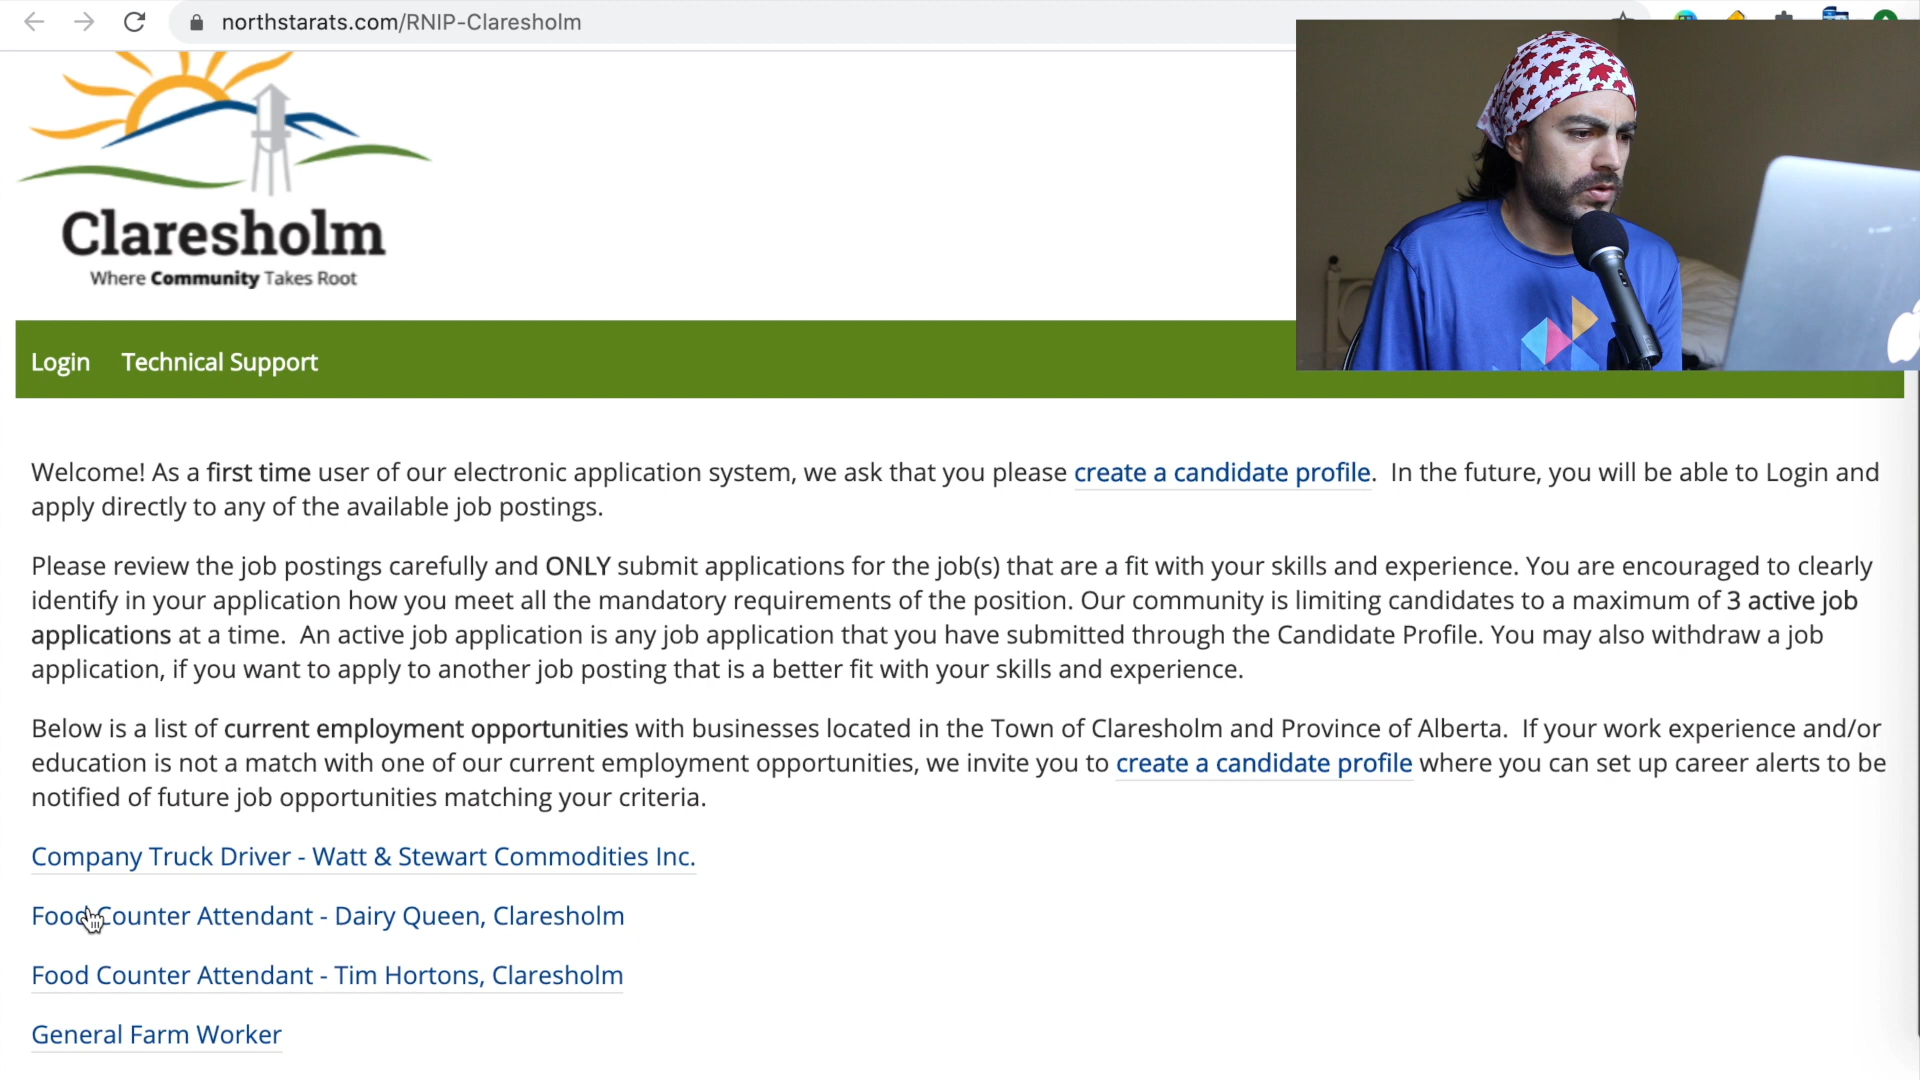 northstarats.com/RNIP-Claresholm
Claresholm
Where Community Takes Root
Login Technical Support
Welcome! As a first time user of our electronic application system, we ask that you please create a candidate profile. In the future, you will be able to Login and
apply directly to any of the available job postings.
Please review the job postings carefully and ONLY submit applications for the job(s) that are a fit with your skills and experience. You are encouraged to clearly
identify in your application how you meet all the mandatory requirements of the position. Our community is limiting candidates to a maximum of 3 active job
applications at a time. An active job application is any job application that you have submitted through the Candidate Profile. You may also withdraw a job
application, if you want to apply to another job posting that is a better fit with your skills and experience.
Below is a list of current employment opportunities with businesses located in the Town of Claresholm and Province of Alberta. If your work experience and/or
education is not a match with one of our current employment opportunities, we invite you to create a candidate profile where you can set up career alerts to be
notified of future job opportunities matching your criteria.
Company Truck Driver - Watt & Stewart Commodities Inc.
Food Counter Attendant - Dairy Queen, Claresholm
Food Counter Attendant - Tim Hortons, Claresholm
General Farm Worker